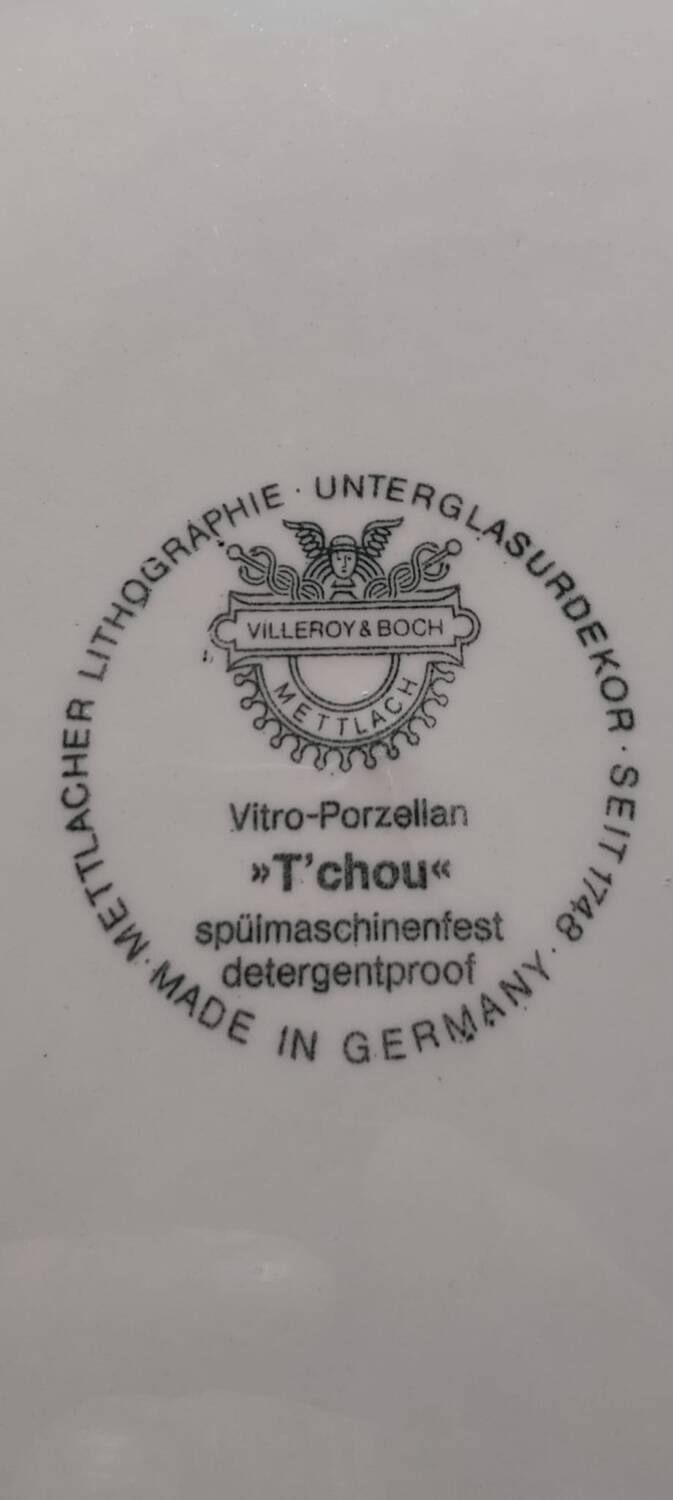 METTLACHER LITHOGRAPHIE · UNTERGLASURDEKOR · SEIT 1748 ·
VILLEROY & BOCH
METTLACH
Vitro-Porzellan
»T'chou«
spülmaschinenfest
detergentproof
MADE IN GERMANY ·